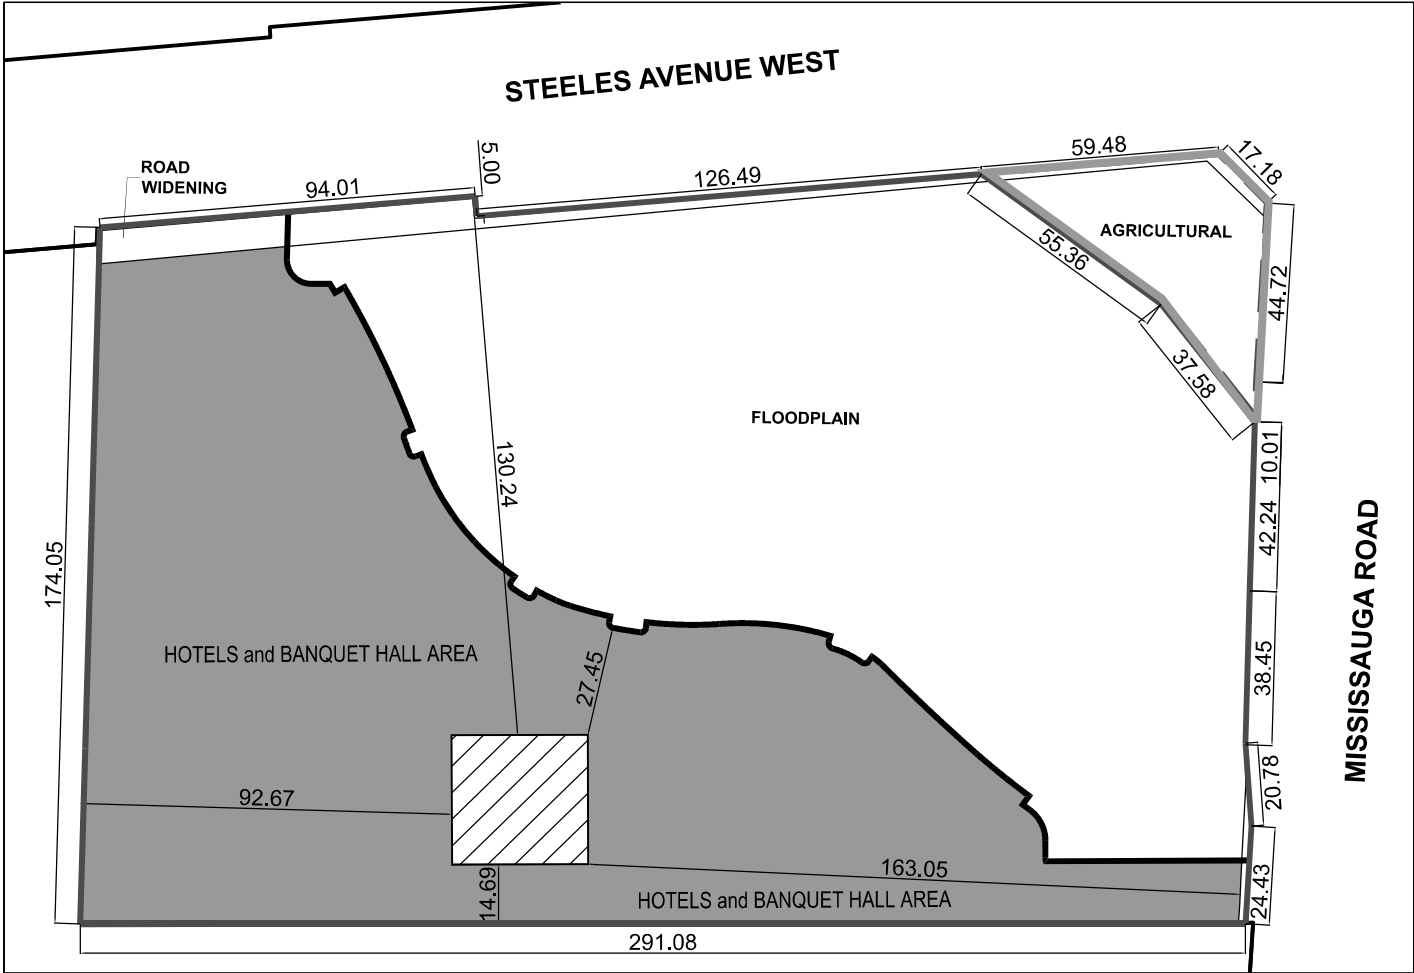 STEELES AVENUE WEST
ROAD
WIDENING
94.01
5.00
126.49
59.48
17.18
AGRICULTURAL
55.36
44.72
37.58
FLOODPLAIN
130.24
10.01
42.24
174.05
MISSISSAUGA ROAD
HOTELS and BANQUET HALL AREA
27.45
38.45
92.67
20.78
163.05
14.69
24.43
HOTELS and BANQUET HALL AREA
291.08